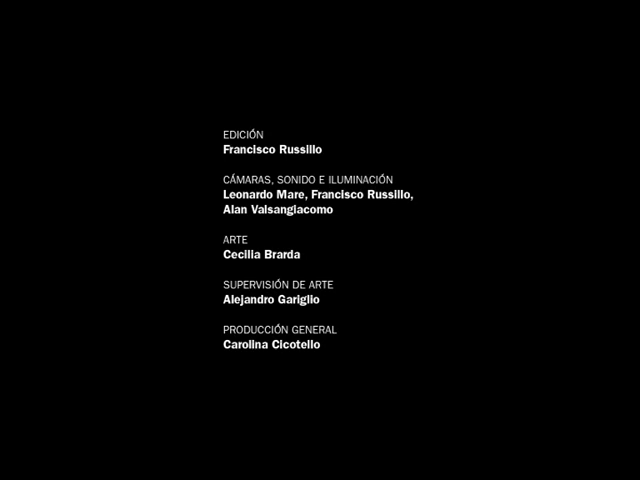 EDICIÓN
Francisco Russillo
CÁMARAS, SONIDO E ILUMINACIÓN
Leonardo Mare, Francisco Russillo,
Alan Valsangiacomo
ARTE
Cecilia Brarda
SUPERVISIÓN DE ARTE
Alejandro Gariglio
PRODUCCIÓN GENERAL
Carolina Cicotello